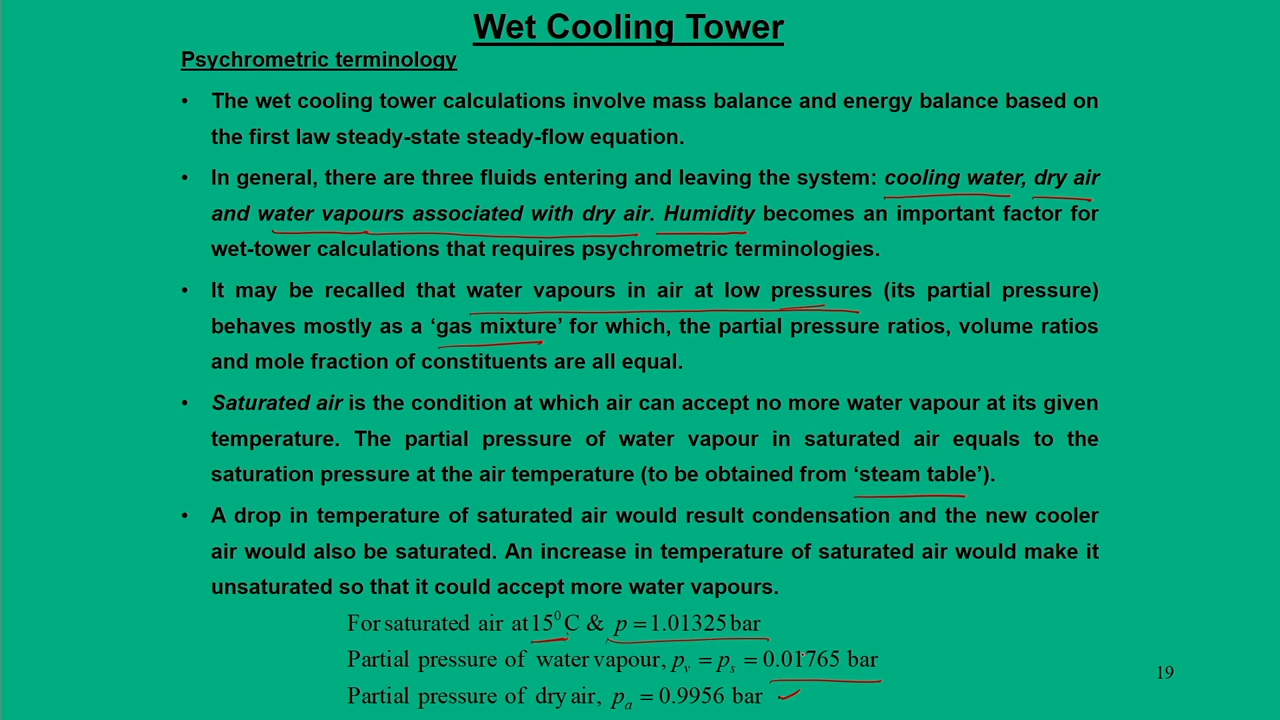 Wet Cooling Tower
Psychrometric terminology
• The wet cooling tower calculations involve mass balance and energy balance based on
the first law steady-state steady-flow equation.
• In general, there are three fluids entering and leaving the system: cooling water, dry air
and water vapours associated with dry air. Humidity becomes an important factor for
wet-tower calculations that requires psychrometric terminologies.
• It may be recalled that water vapours in air at low pressures (its partial pressure)
behaves mostly as a ‘gas mixture’ for which, the partial pressure ratios, volume ratios
and mole fraction of constituents are all equal.
• Saturated air is the condition at which air can accept no more water vapour at its given
temperature. The partial pressure of water vapour in saturated air equals to the
saturation pressure at the air temperature (to be obtained from ‘steam table’).
• A drop in temperature of saturated air would result condensation and the new cooler
air would also be saturated. An increase in temperature of saturated air would make it
unsaturated so that it could accept more water vapours.
For saturated air at 15⁰C & p = 1.01325 bar
Partial pressure of water vapour, pᵥ = pₛ = 0.01765 bar
Partial pressure of dry air, pₐ = 0.9956 bar
19